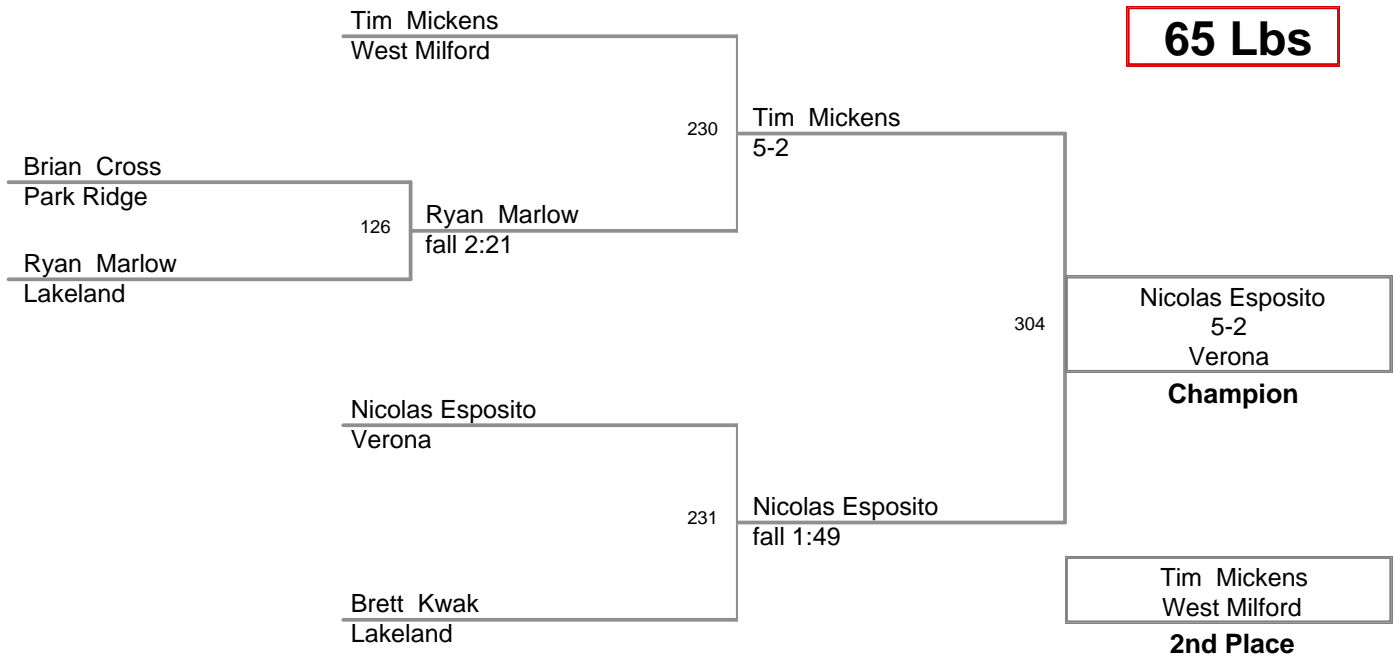 Tim Mickens
West Milford
65 Lbs
230
Tim Mickens
5-2
Brian Cross
Park Ridge
126
Ryan Marlow
fall 2:21
Ryan Marlow
Lakeland
304
Nicolas Esposito
5-2
Verona
Champion
Nicolas Esposito
Verona
231
Nicolas Esposito
fall 1:49
Brett Kwak
Lakeland
Tim Mickens
West Milford
2nd Place